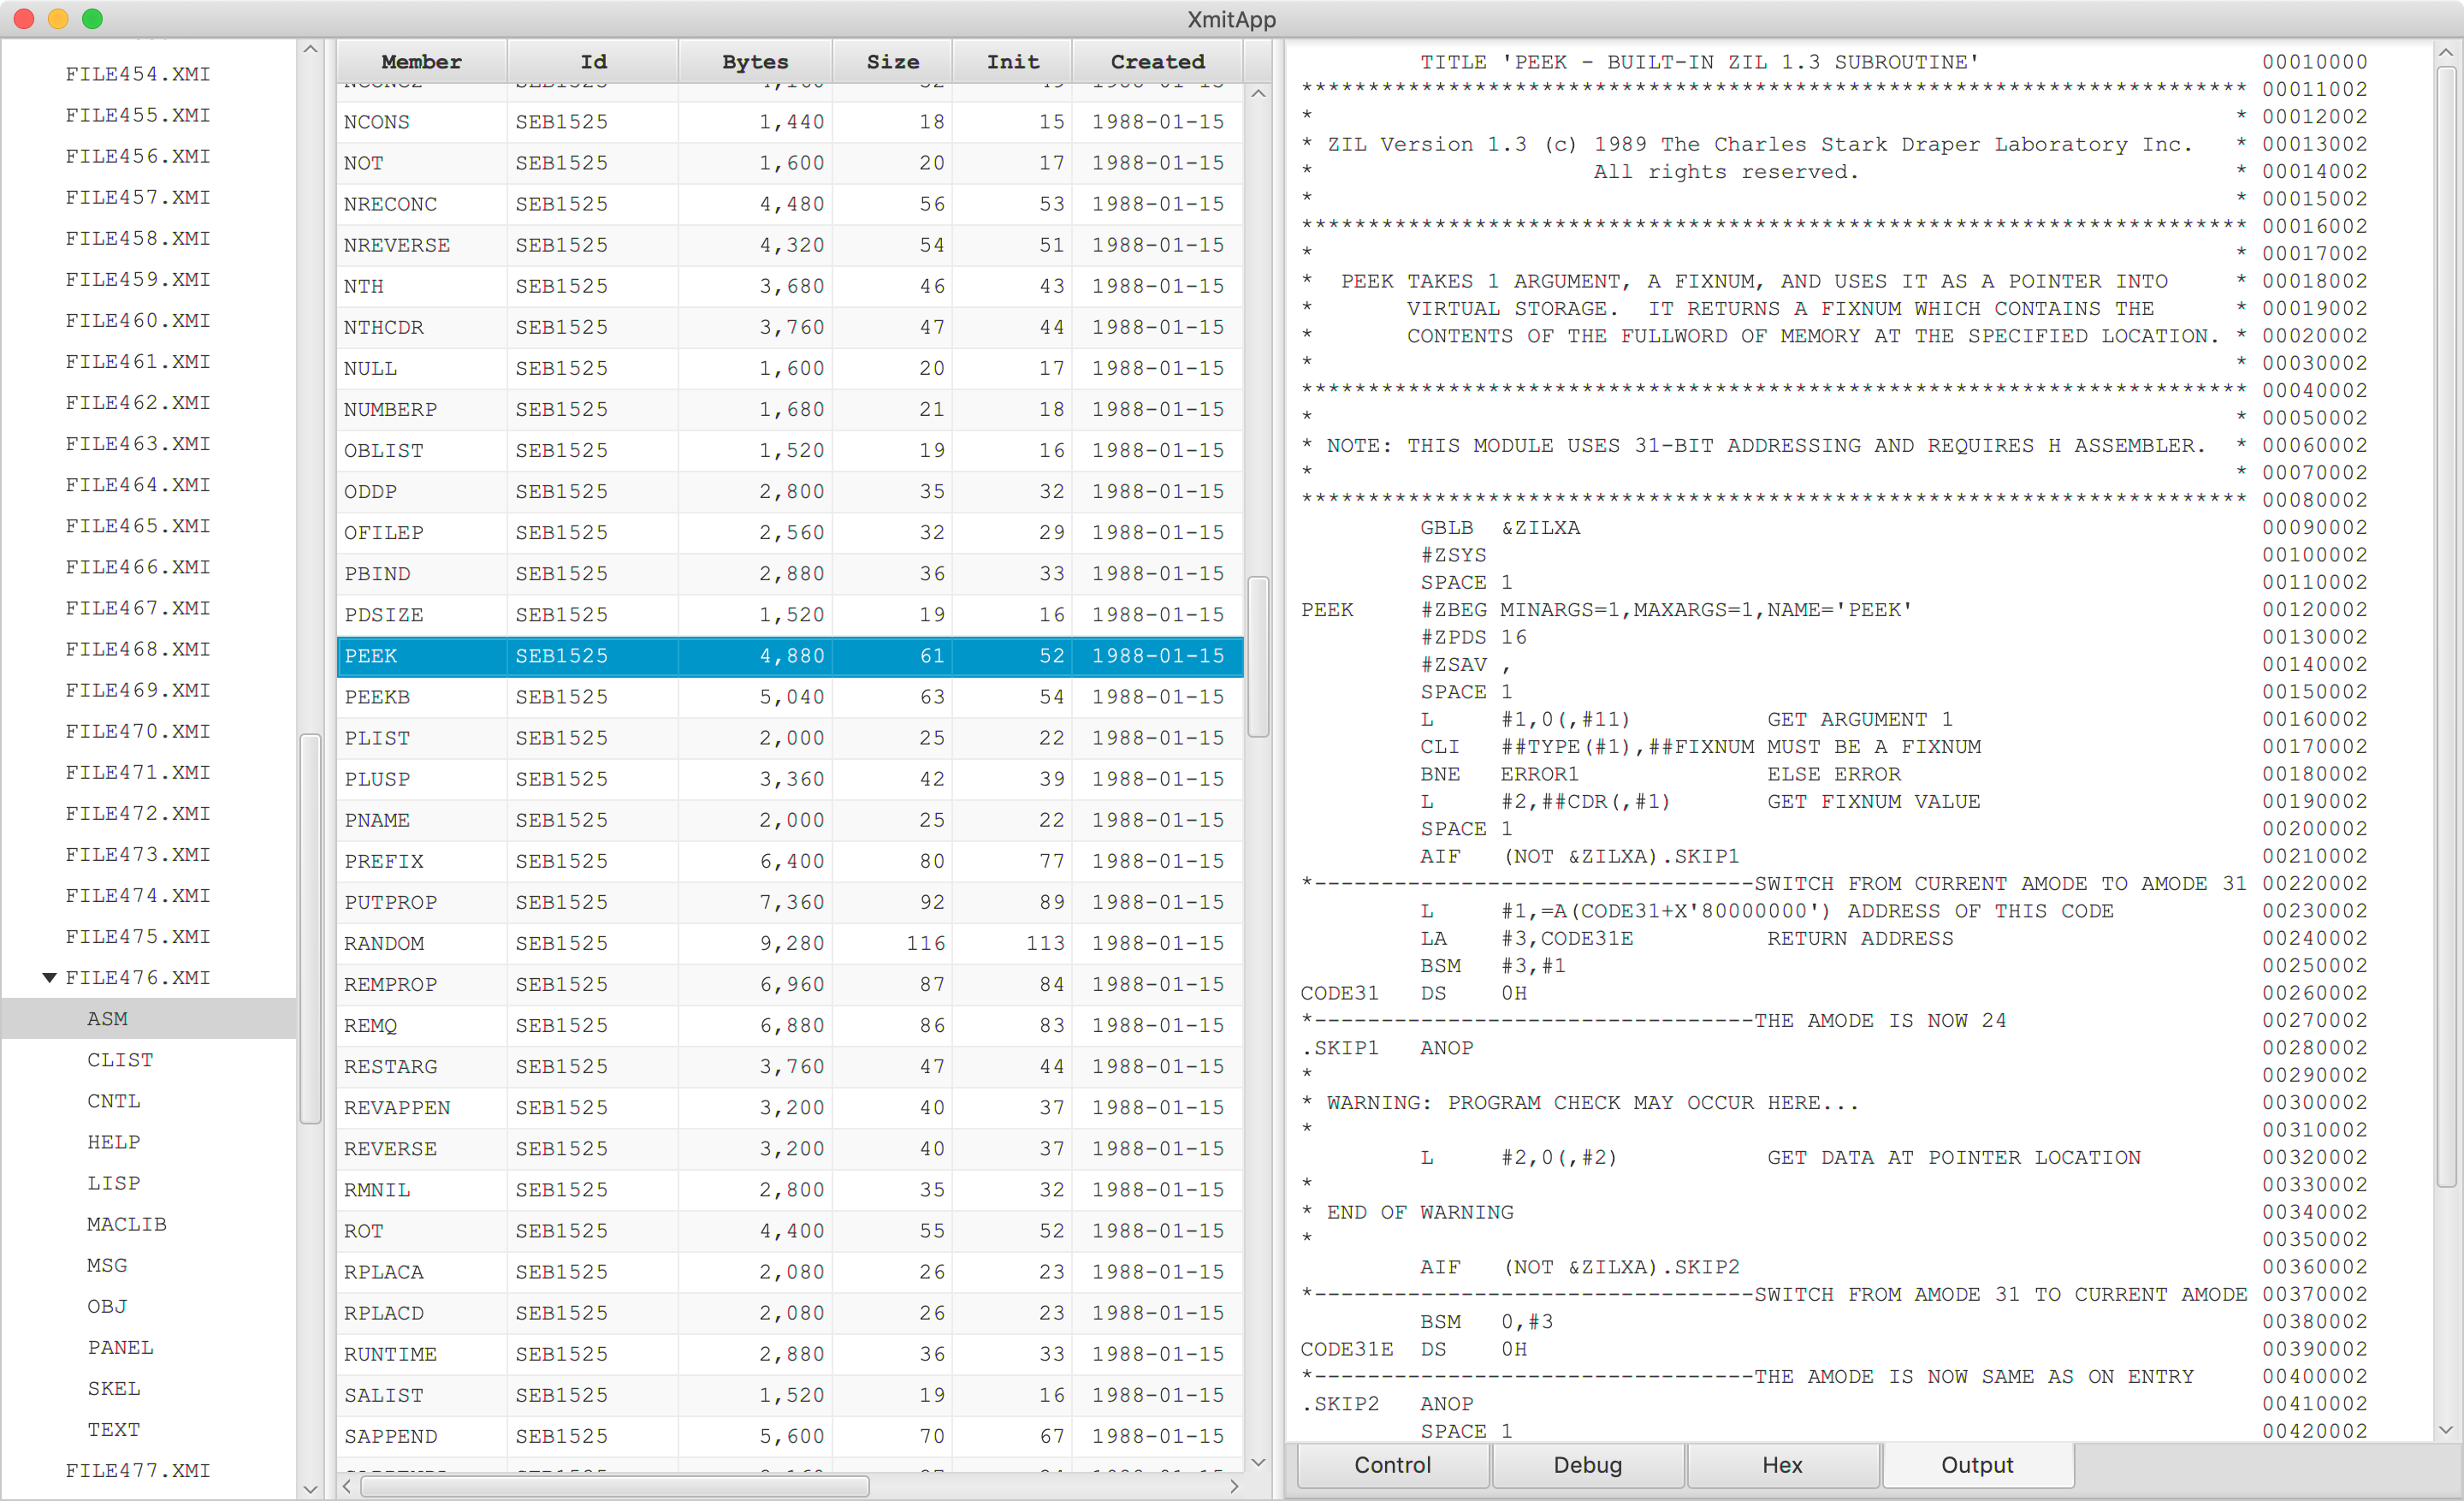 XmitApp
FILE454.XMI
FILE455.XMI
FILE456.XMI
FILE457.XMI
FILE458.XMI
FILE459.XMI
FILE460.XMI
FILE461.XMI
FILE462.XMI
FILE463.XMI
FILE464.XMI
FILE465.XMI
FILE466.XMI
FILE467.XMI
FILE468.XMI
FILE469.XMI
FILE470.XMI
FILE471.XMI
FILE472.XMI
FILE473.XMI
FILE474.XMI
FILE475.XMI
FILE476.XMI
ASM
CLIST
CNTL
HELP
LISP
MACLIB
MSG
OBJ
PANEL
SKEL
TEXT
FILE477.XMI
Member Id Bytes Size Init Created
NCONS SEB1525 1,440 18 15 1988-01-15
NOT SEB1525 1,600 20 17 1988-01-15
NRECONC SEB1525 4,480 56 53 1988-01-15
NREVERSE SEB1525 4,320 54 51 1988-01-15
NTH SEB1525 3,680 46 43 1988-01-15
NTHCDR SEB1525 3,760 47 44 1988-01-15
NULL SEB1525 1,600 20 17 1988-01-15
NUMBERP SEB1525 1,680 21 18 1988-01-15
OBLIST SEB1525 1,520 19 16 1988-01-15
ODDP SEB1525 2,800 35 32 1988-01-15
OFILEP SEB1525 2,560 32 29 1988-01-15
PBIND SEB1525 2,880 36 33 1988-01-15
PDSIZE SEB1525 1,520 19 16 1988-01-15
PEEK SEB1525 4,880 61 52 1988-01-15
PEEKB SEB1525 5,040 63 54 1988-01-15
PLIST SEB1525 2,000 25 22 1988-01-15
PLUSP SEB1525 3,360 42 39 1988-01-15
PNAME SEB1525 2,000 25 22 1988-01-15
PREFIX SEB1525 6,400 80 77 1988-01-15
PUTPROP SEB1525 7,360 92 89 1988-01-15
RANDOM SEB1525 9,280 116 113 1988-01-15
REMPROP SEB1525 6,960 87 84 1988-01-15
REMQ SEB1525 6,880 86 83 1988-01-15
RESTARG SEB1525 3,760 47 44 1988-01-15
REVAPPEN SEB1525 3,200 40 37 1988-01-15
REVERSE SEB1525 3,200 40 37 1988-01-15
RMNIL SEB1525 2,800 35 32 1988-01-15
ROT SEB1525 4,400 55 52 1988-01-15
RPLACA SEB1525 2,080 26 23 1988-01-15
RPLACD SEB1525 2,080 26 23 1988-01-15
RUNTIME SEB1525 2,880 36 33 1988-01-15
SALIST SEB1525 1,520 19 16 1988-01-15
SAPPEND SEB1525 5,600 70 67 1988-01-15
         TITLE 'PEEK - BUILT-IN ZIL 1.3 SUBROUTINE'                     00010000
*********************************************************************** 00011002
*                                                                     * 00012002
* ZIL Version 1.3 (c) 1989 The Charles Stark Draper Laboratory Inc.   * 00013002
*                     All rights reserved.                            * 00014002
*                                                                     * 00015002
*********************************************************************** 00016002
*                                                                     * 00017002
*  PEEK TAKES 1 ARGUMENT, A FIXNUM, AND USES IT AS A POINTER INTO     * 00018002
*       VIRTUAL STORAGE.  IT RETURNS A FIXNUM WHICH CONTAINS THE      * 00019002
*       CONTENTS OF THE FULLWORD OF MEMORY AT THE SPECIFIED LOCATION. * 00020002
*                                                                     * 00030002
*********************************************************************** 00040002
*                                                                     * 00050002
* NOTE: THIS MODULE USES 31-BIT ADDRESSING AND REQUIRES H ASSEMBLER.  * 00060002
*                                                                     * 00070002
*********************************************************************** 00080002
         GBLB  &ZILXA                                                   00090002
         #ZSYS                                                          00100002
         SPACE 1                                                        00110002
PEEK     #ZBEG MINARGS=1,MAXARGS=1,NAME='PEEK'                          00120002
         #ZPDS 16                                                       00130002
         #ZSAV ,                                                        00140002
         SPACE 1                                                        00150002
         L     #1,0(,#11)          GET ARGUMENT 1                       00160002
         CLI   ##TYPE(#1),##FIXNUM MUST BE A FIXNUM                     00170002
         BNE   ERROR1              ELSE ERROR                           00180002
         L     #2,##CDR(,#1)       GET FIXNUM VALUE                     00190002
         SPACE 1                                                        00200002
         AIF   (NOT &ZILXA).SKIP1                                       00210002
*---------------------------------SWITCH FROM CURRENT AMODE TO AMODE 31 00220002
         L     #1,=A(CODE31+X'80000000') ADDRESS OF THIS CODE           00230002
         LA    #3,CODE31E          RETURN ADDRESS                       00240002
         BSM   #3,#1                                                    00250002
CODE31   DS    0H                                                       00260002
*---------------------------------THE AMODE IS NOW 24                   00270002
.SKIP1   ANOP                                                           00280002
*                                                                       00290002
* WARNING: PROGRAM CHECK MAY OCCUR HERE...                              00300002
*                                                                       00310002
         L     #2,0(,#2)           GET DATA AT POINTER LOCATION         00320002
*                                                                       00330002
* END OF WARNING                                                        00340002
*                                                                       00350002
         AIF   (NOT &ZILXA).SKIP2                                       00360002
*---------------------------------SWITCH FROM AMODE 31 TO CURRENT AMODE 00370002
         BSM   0,#3                                                     00380002
CODE31E  DS    0H                                                       00390002
*---------------------------------THE AMODE IS NOW SAME AS ON ENTRY     00400002
.SKIP2   ANOP                                                           00410002
         SPACE 1                                                        00420002
Control Debug Hex Output